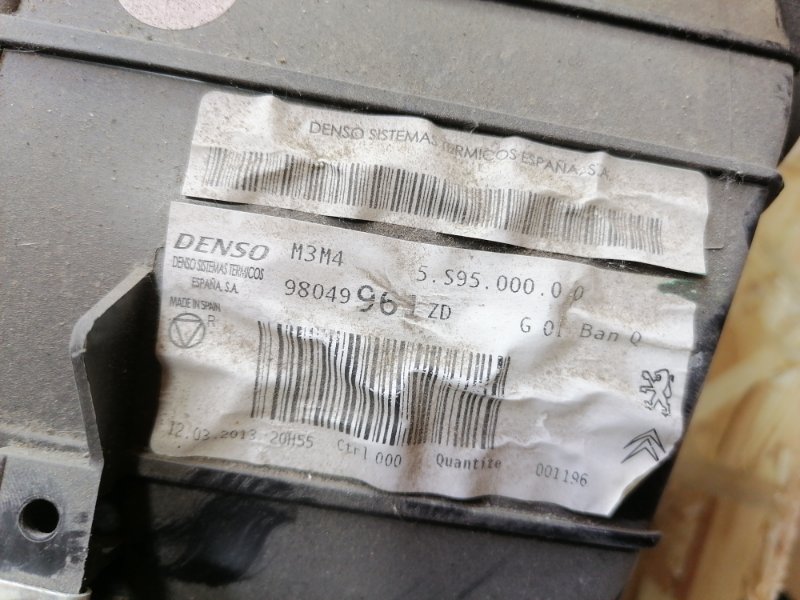 DENSO SISTEMAS TERMICOS ESPAÑA, S.A.
DENSO M3M4 5.S95.000.00
DENSO SISTEMAS TERMICOS
ESPAÑA, S.A.
98049961ZD G 01 Ban 0
MADE IN SPAIN
R
12.03.2013 20H55 Ctrl 000 Quantite 001196